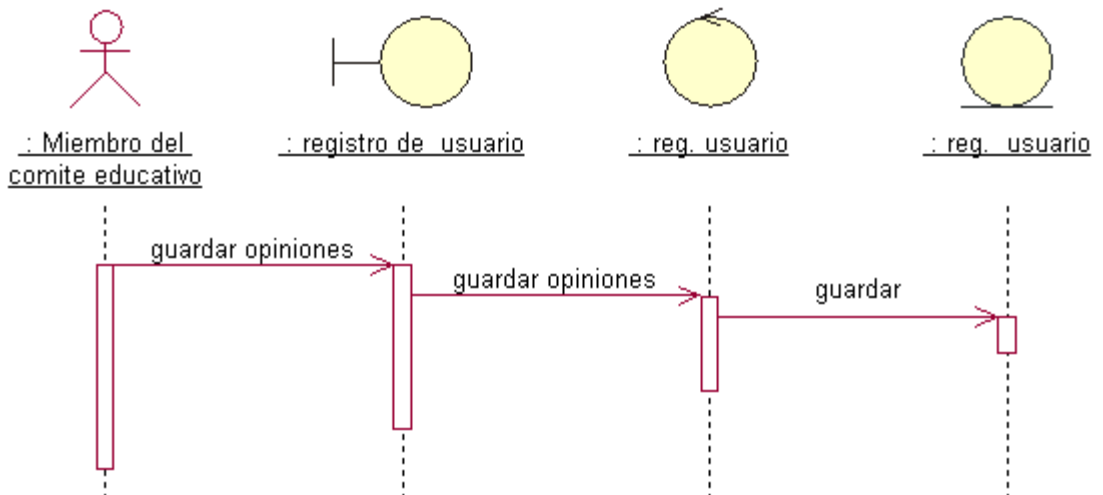 : Miembro del
comite educativo
: registro de usuario
: reg. usuario
: reg. usuario
guardar opiniones
guardar opiniones
guardar